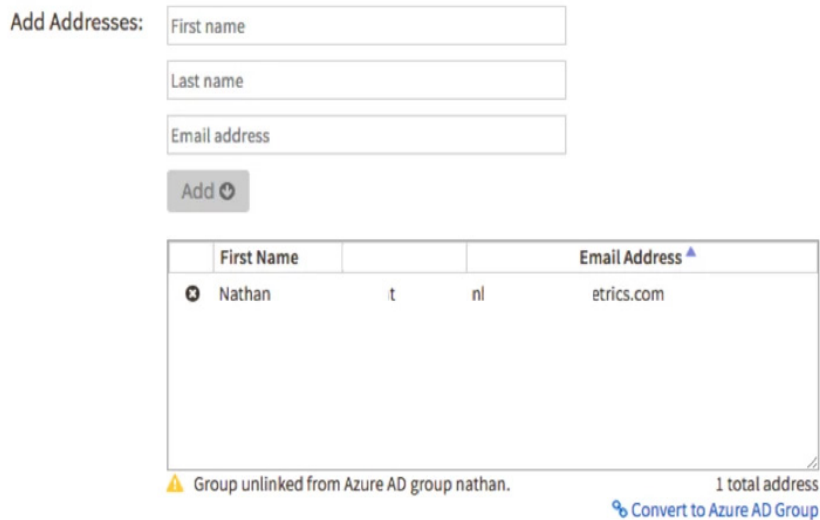 Add Addresses:
First name
Last name
Email address
Add
First Name Email Address
Nathan t nl etrics.com
Group unlinked from Azure AD group nathan.
1 total address
Convert to Azure AD Group